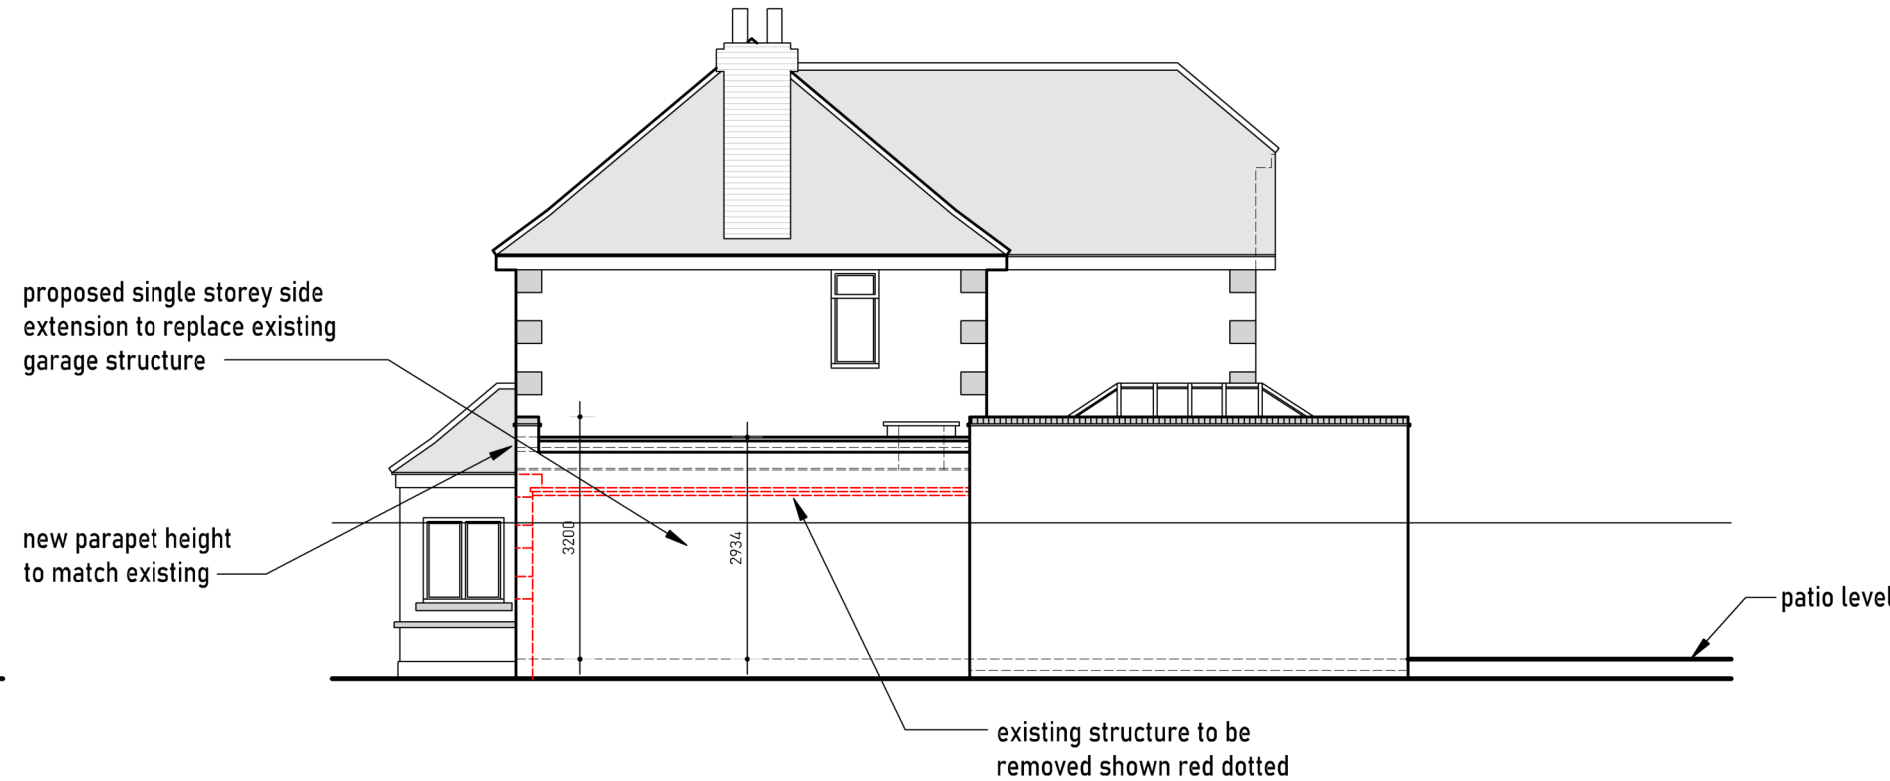 proposed single storey side
extension to replace existing
garage structure
new parapet height
to match existing
3200
2934
patio level
existing structure to be
removed shown red dotted